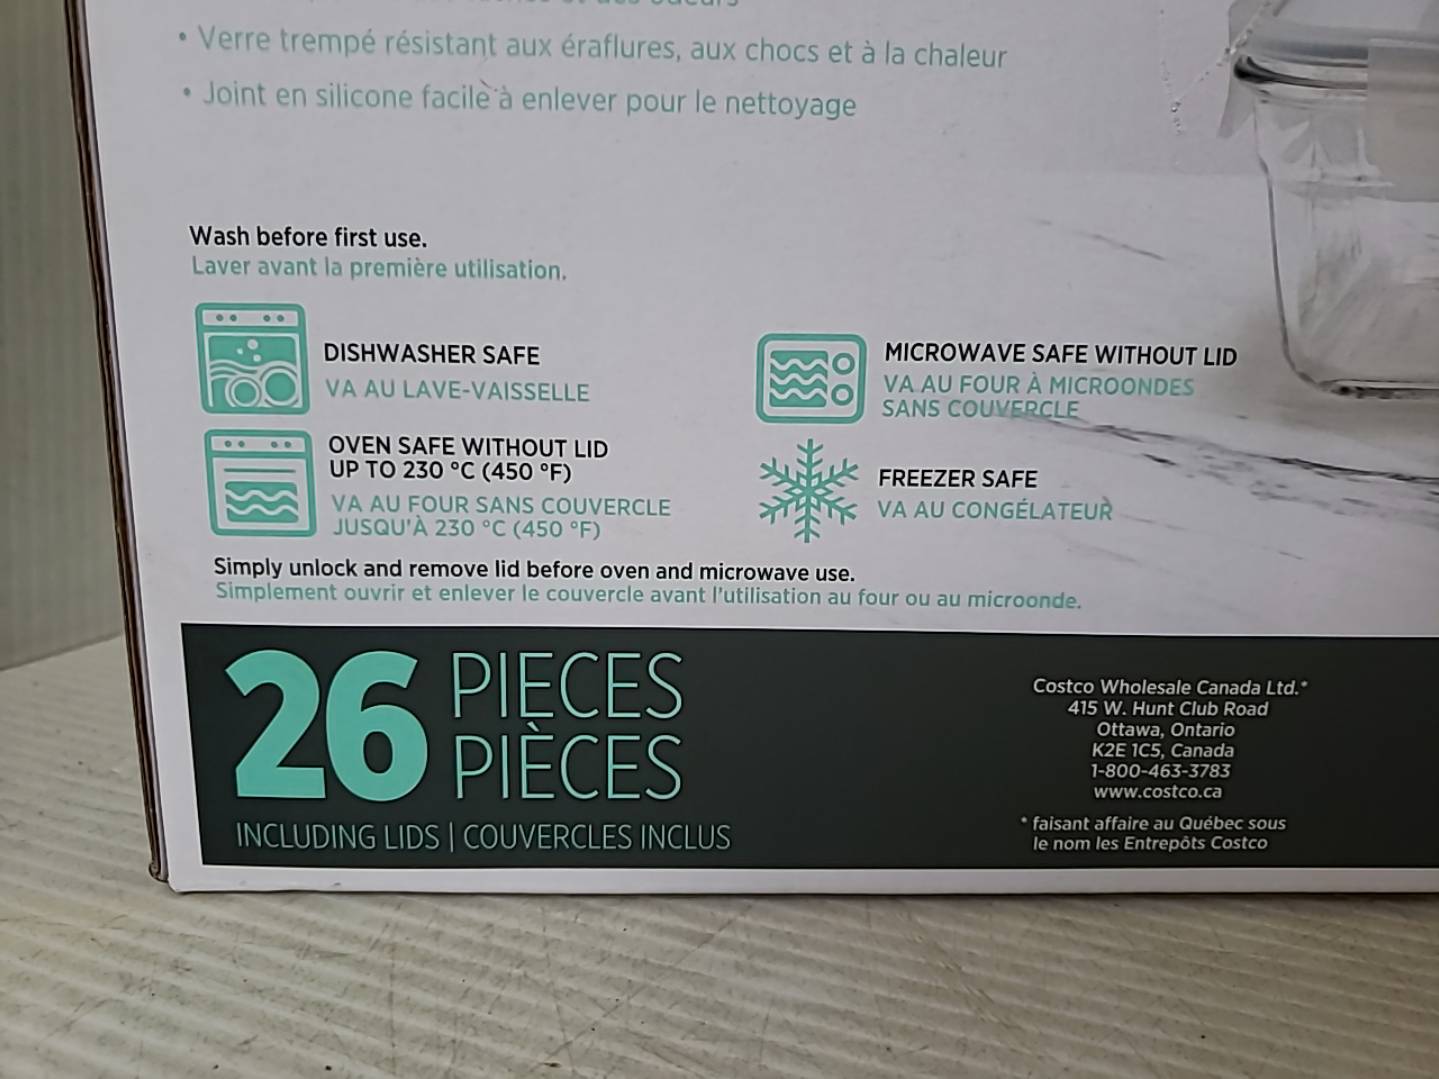 • Verre trempé résistant aux éraflures, aux chocs et à la chaleur
• Joint en silicone facile à enlever pour le nettoyage
Wash before first use.
Laver avant la première utilisation.
DISHWASHER SAFE
VA AU LAVE-VAISSELLE
OVEN SAFE WITHOUT LID
UP TO 230 °C (450 °F)
VA AU FOUR SANS COUVERCLE
JUSQU'À 230 °C (450 °F)
MICROWAVE SAFE WITHOUT LID
VA AU FOUR À MICROONDES
SANS COUVERCLE
FREEZER SAFE
VA AU CONGÉLATEUR
Simply unlock and remove lid before oven and microwave use.
Simplement ouvrir et enlever le couvercle avant l'utilisation au four ou au microonde.
26 PIECES
PIÈCES
INCLUDING LIDS | COUVERCLES INCLUS
Costco Wholesale Canada Ltd.*
415 W. Hunt Club Road
Ottawa, Ontario
K2E 1C5, Canada
1-800-463-3783
www.costco.ca
* faisant affaire au Québec sous
le nom les Entrepôts Costco